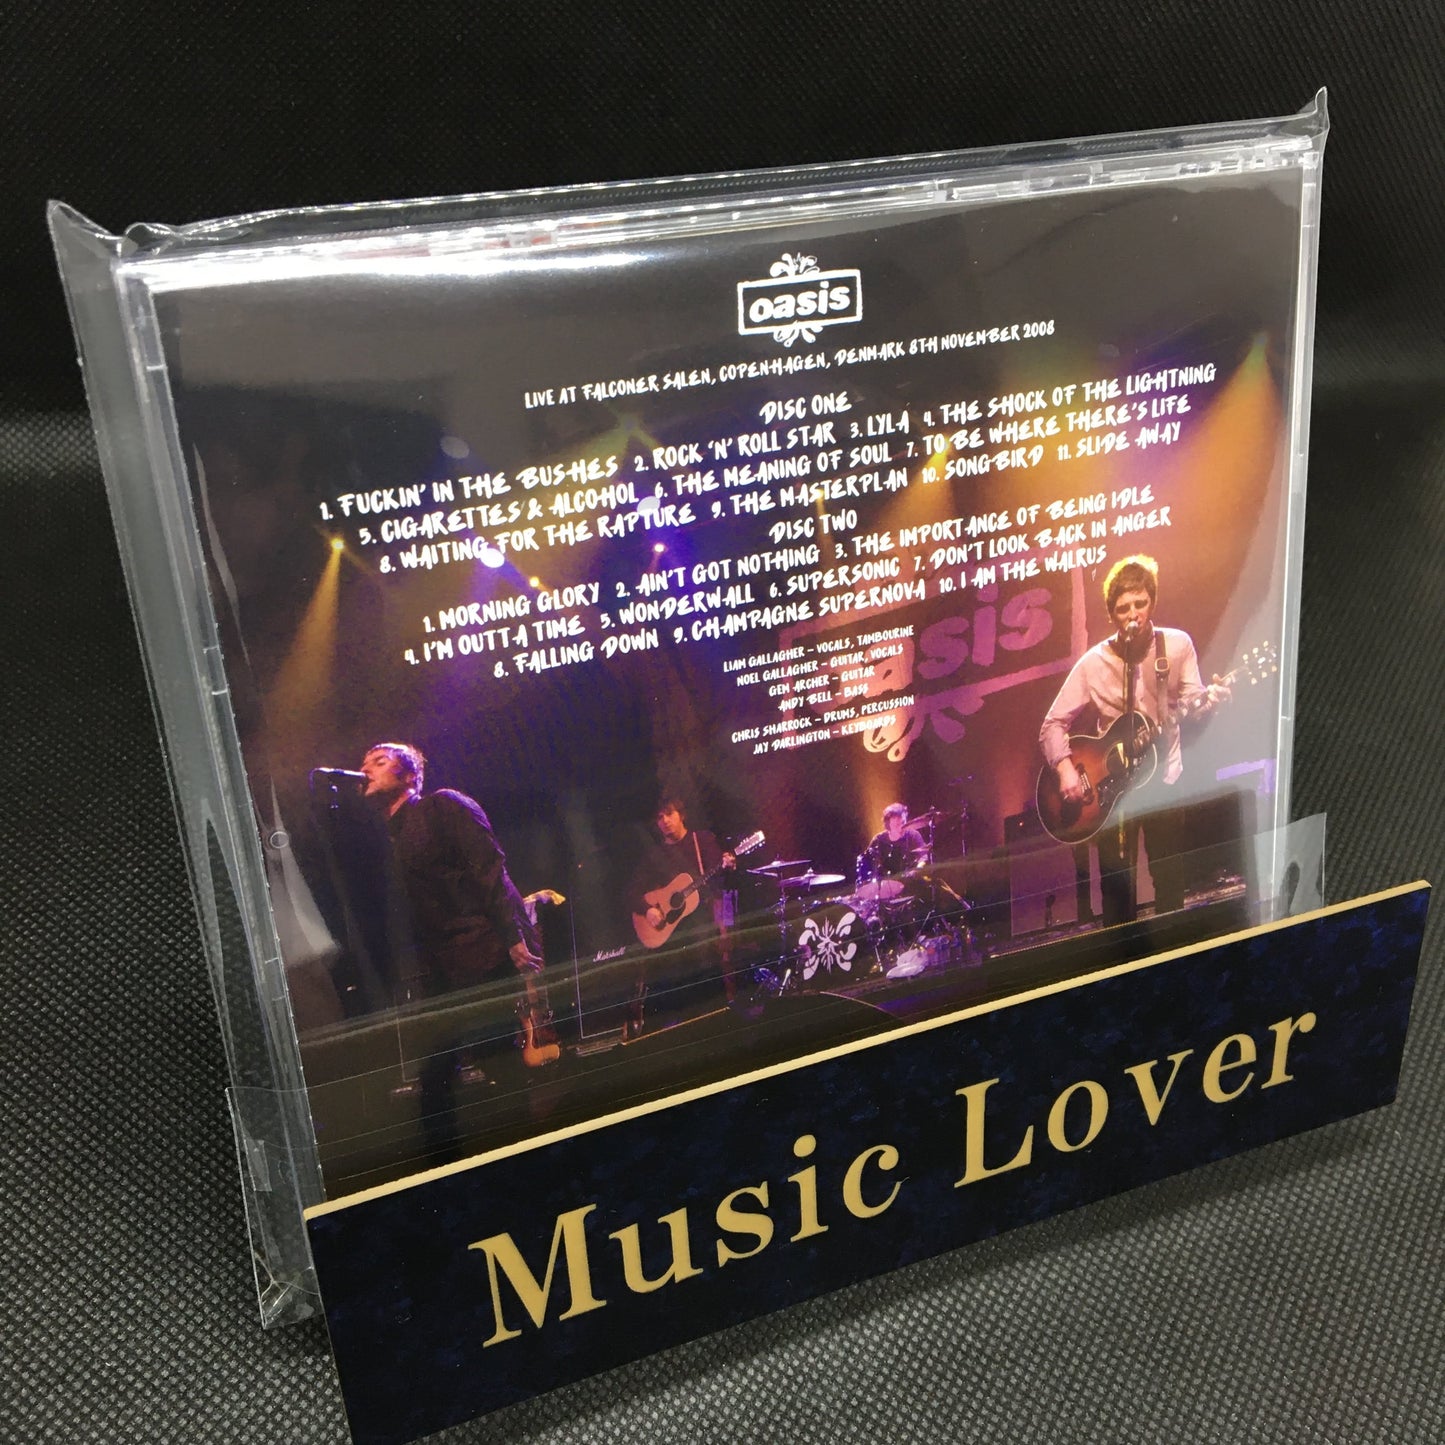 oasis
LIVE AT FALCONER SALEN, COPENHAGEN, DENMARK 8TH NOVEMBER 2008
DISC ONE
1. FUCKIN' IN THE BUSHES 2. ROCK 'N' ROLL STAR 3. LYLA 4. THE SHOCK OF THE LIGHTNING
5. CIGARETTES & ALCOHOL 6. THE MEANING OF SOUL 7. TO BE WHERE THERE'S LIFE
8. WAITING FOR THE RAPTURE 9. THE MASTERPLAN 10. SONGBIRD 11. SLIDE AWAY
DISC TWO
1. MORNING GLORY 2. AIN'T GOT NOTHING 3. THE IMPORTANCE OF BEING IDLE
4. I'M OUTTA TIME 5. WONDERWALL 6. SUPERSONIC 7. DON'T LOOK BACK IN ANGER
8. FALLING DOWN 9. CHAMPAGNE SUPERNOVA 10. I AM THE WALRUS
LIAM GALLAGHER – VOCALS, TAMBOURINE
NOEL GALLAGHER – GUITAR, VOCALS
GEM ARCHER – GUITAR
ANDY BELL – BASS
CHRIS SHARROCK – DRUMS, PERCUSSION
JAY DARLINGTON – KEYBOARDS
oasis
Marshall
Music Lover